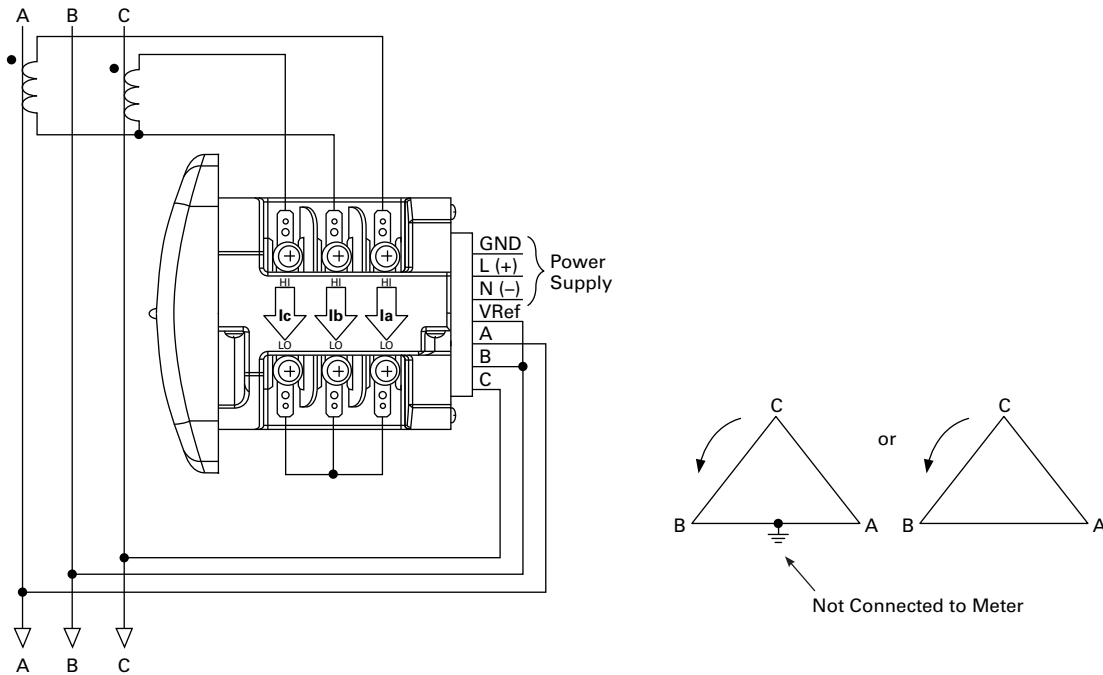 A B C
GND
L (+)
N (–)
Power
Supply
VRef
A
B
C
HI HI HI
Ic Ib Ia
LO LO LO
C
or
C
B A
B A
Not Connected to Meter
A B C